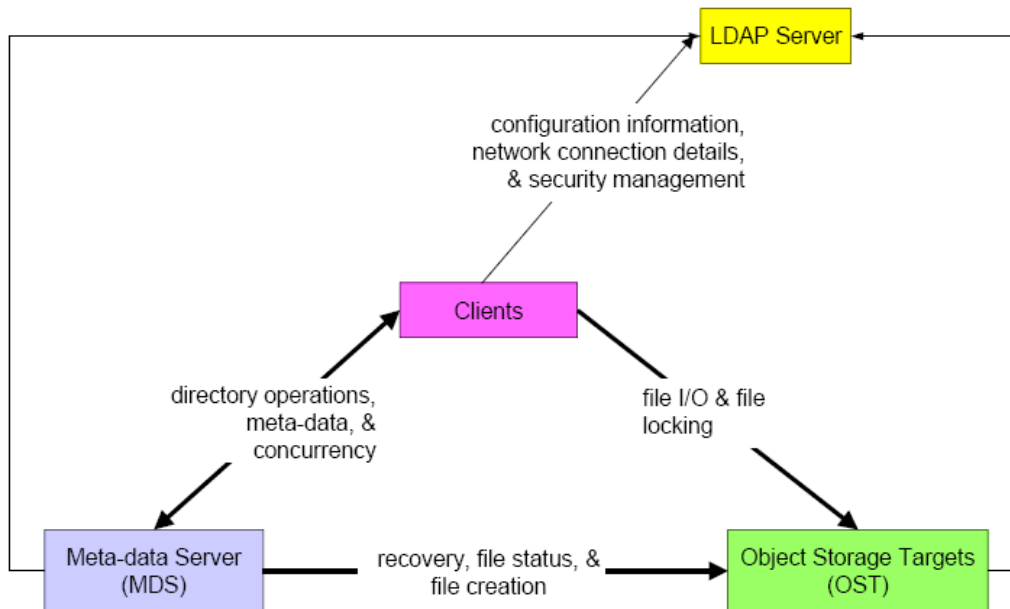 LDAP Server
configuration information,
network connection details,
& security management
Clients
directory operations,
meta-data, &
concurrency
file I/O & file
locking
Meta-data Server
(MDS)
recovery, file status, &
file creation
Object Storage Targets
(OST)